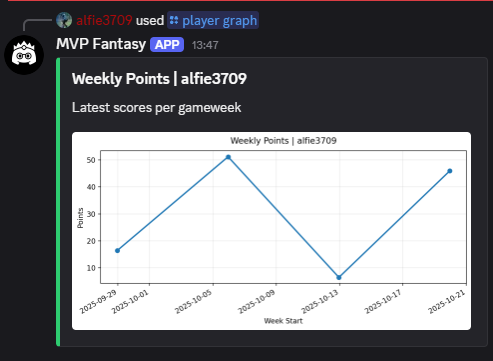 alfie3709 used player graph
MVP Fantasy APP 13:47
Weekly Points | alfie3709
Latest scores per gameweek
Weekly Points | alfie3709
50
40
30
20
10
Points
2025-09-29
2025-10-01
2025-10-05
2025-10-09
2025-10-13
2025-10-17
2025-10-21
Week Start